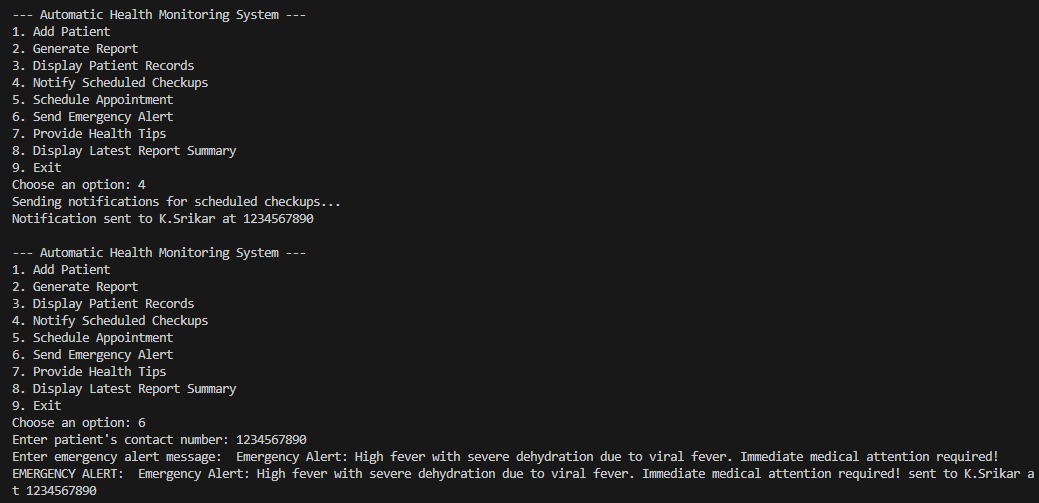 --- Automatic Health Monitoring System ---
1. Add Patient
2. Generate Report
3. Display Patient Records
4. Notify Scheduled Checkups
5. Schedule Appointment
6. Send Emergency Alert
7. Provide Health Tips
8. Display Latest Report Summary
9. Exit
Choose an option: 4
Sending notifications for scheduled checkups...
Notification sent to K.Srikar at 1234567890

--- Automatic Health Monitoring System ---
1. Add Patient
2. Generate Report
3. Display Patient Records
4. Notify Scheduled Checkups
5. Schedule Appointment
6. Send Emergency Alert
7. Provide Health Tips
8. Display Latest Report Summary
9. Exit
Choose an option: 6
Enter patient's contact number: 1234567890
Enter emergency alert message:  Emergency Alert: High fever with severe dehydration due to viral fever. Immediate medical attention required!
EMERGENCY ALERT:  Emergency Alert: High fever with severe dehydration due to viral fever. Immediate medical attention required! sent to K.Srikar a
t 1234567890